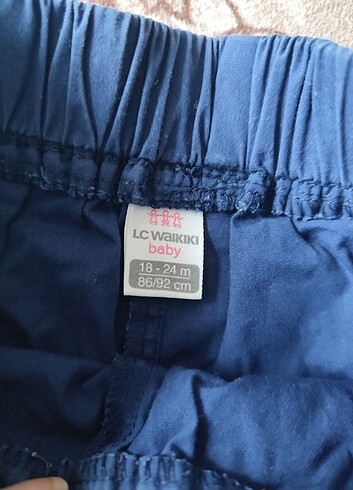 LC WAIKIKI
baby
18 - 24 m
86/92 cm